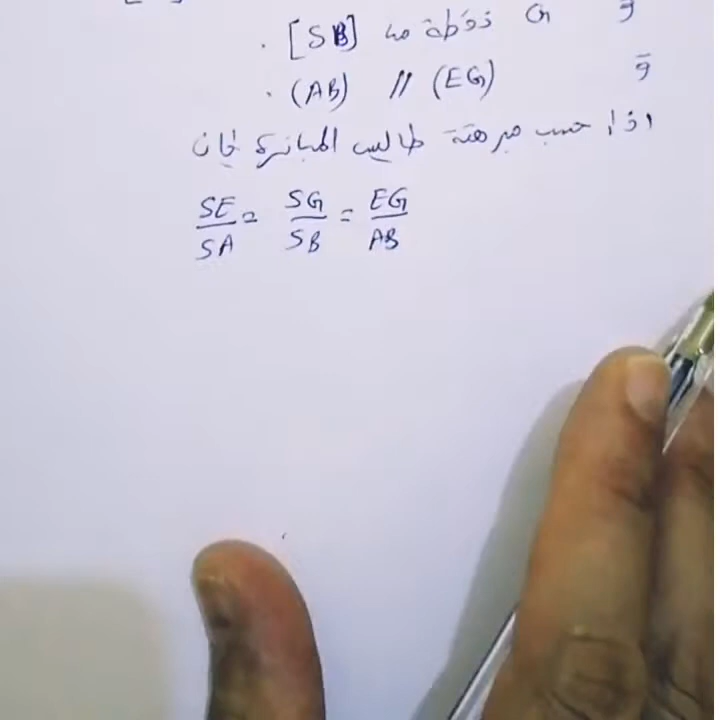 و G نقطة من [SB] .
و (EG) // (AB) .
اذا حسب مبرهنة طاليس المباشرة فان
SE/SA = SG/SB = EG/AB